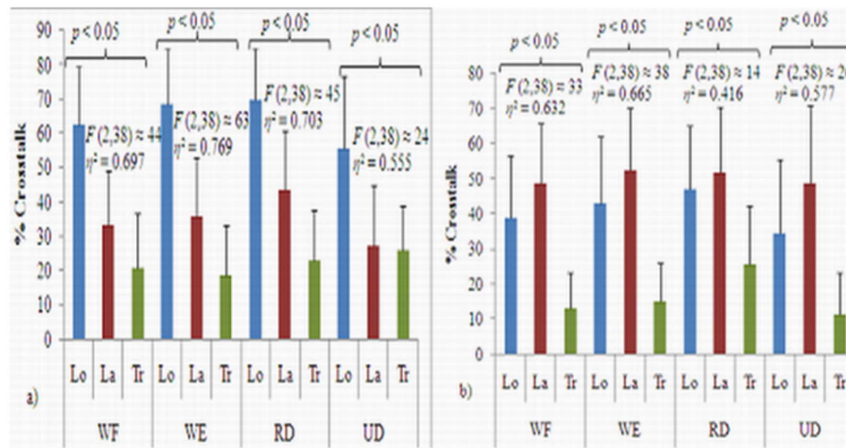 p < 0.05 p < 0.05 p < 0.05 p < 0.05
F(2,38) ≈ 44
η² = 0.697
F(2,38) ≈ 63
η² = 0.769
F(2,38) ≈ 45
η² = 0.703
F(2,38) ≈ 24
η² = 0.555
% Crosstalk
90
80
70
60
50
40
30
20
10
0
Lo La Tr Lo La Tr Lo La Tr Lo La Tr
a)
WF WE RD UD
p < 0.05 p < 0.05 p < 0.05 p < 0.05
F(2,38) ≈ 33
η² = 0.632
F(2,38) ≈ 38
η² = 0.665
F(2,38) ≈ 14
η² = 0.416
F(2,38) ≈
η² = 0.577
% Crosstalk
80
70
60
50
40
30
20
10
0
Lo La Tr Lo La Tr Lo La Tr Lo La Tr
b)
WF WE RD UD